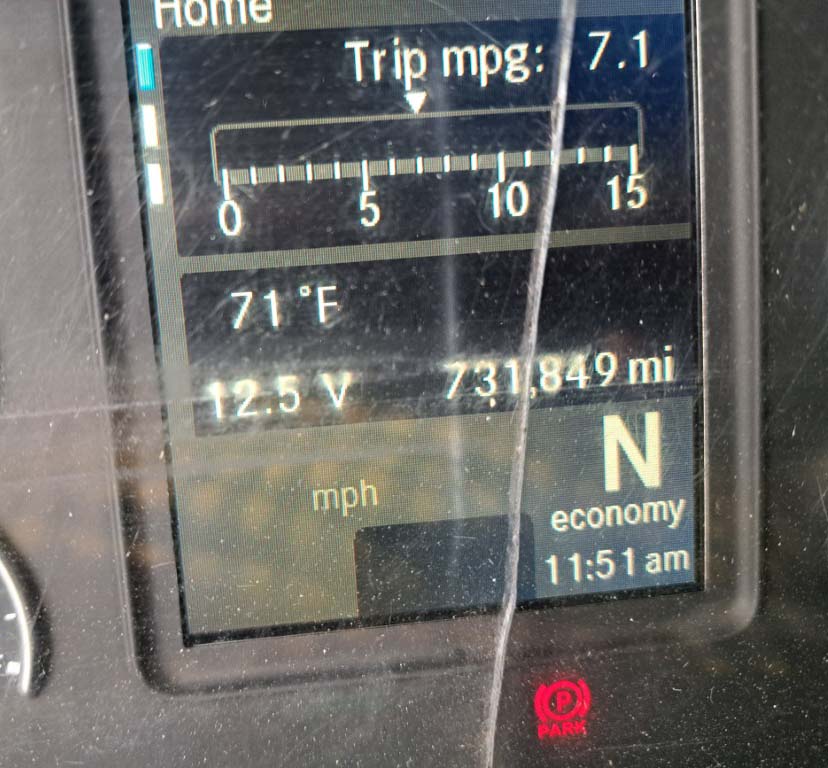 Home
Trip mpg: 7.1
0 5 10 15
71 °F
12.5 V 731,849 mi
N
mph
economy
11:51 am
P
PARK